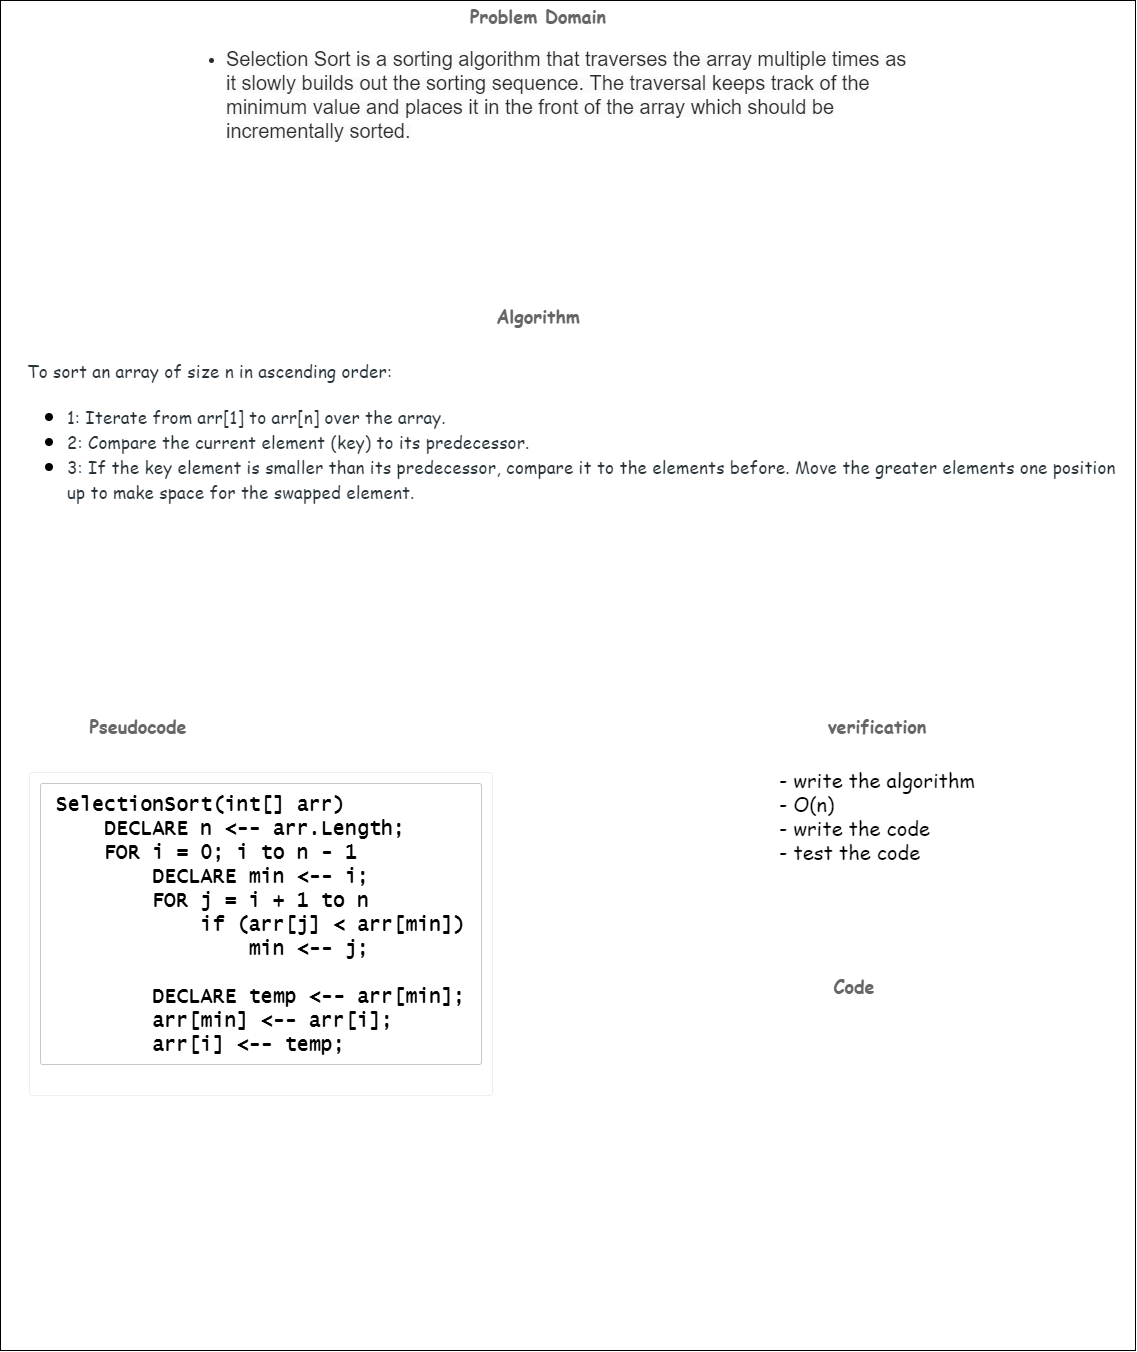 Problem Domain
• Selection Sort is a sorting algorithm that traverses the array multiple times as
it slowly builds out the sorting sequence. The traversal keeps track of the
minimum value and places it in the front of the array which should be
incrementally sorted.
Algorithm
To sort an array of size n in ascending order:
• 1: Iterate from arr[1] to arr[n] over the array.
• 2: Compare the current element (key) to its predecessor.
• 3: If the key element is smaller than its predecessor, compare it to the elements before. Move the greater elements one position
up to make space for the swapped element.
Pseudocode
SelectionSort(int[] arr)
    DECLARE n <-- arr.Length;
    FOR i = 0; i to n - 1
        DECLARE min <-- i;
        FOR j = i + 1 to n
            if (arr[j] < arr[min])
                min <-- j;
        DECLARE temp <-- arr[min];
        arr[min] <-- arr[i];
        arr[i] <-- temp;
verification
- write the algorithm
- O(n)
- write the code
- test the code
Code